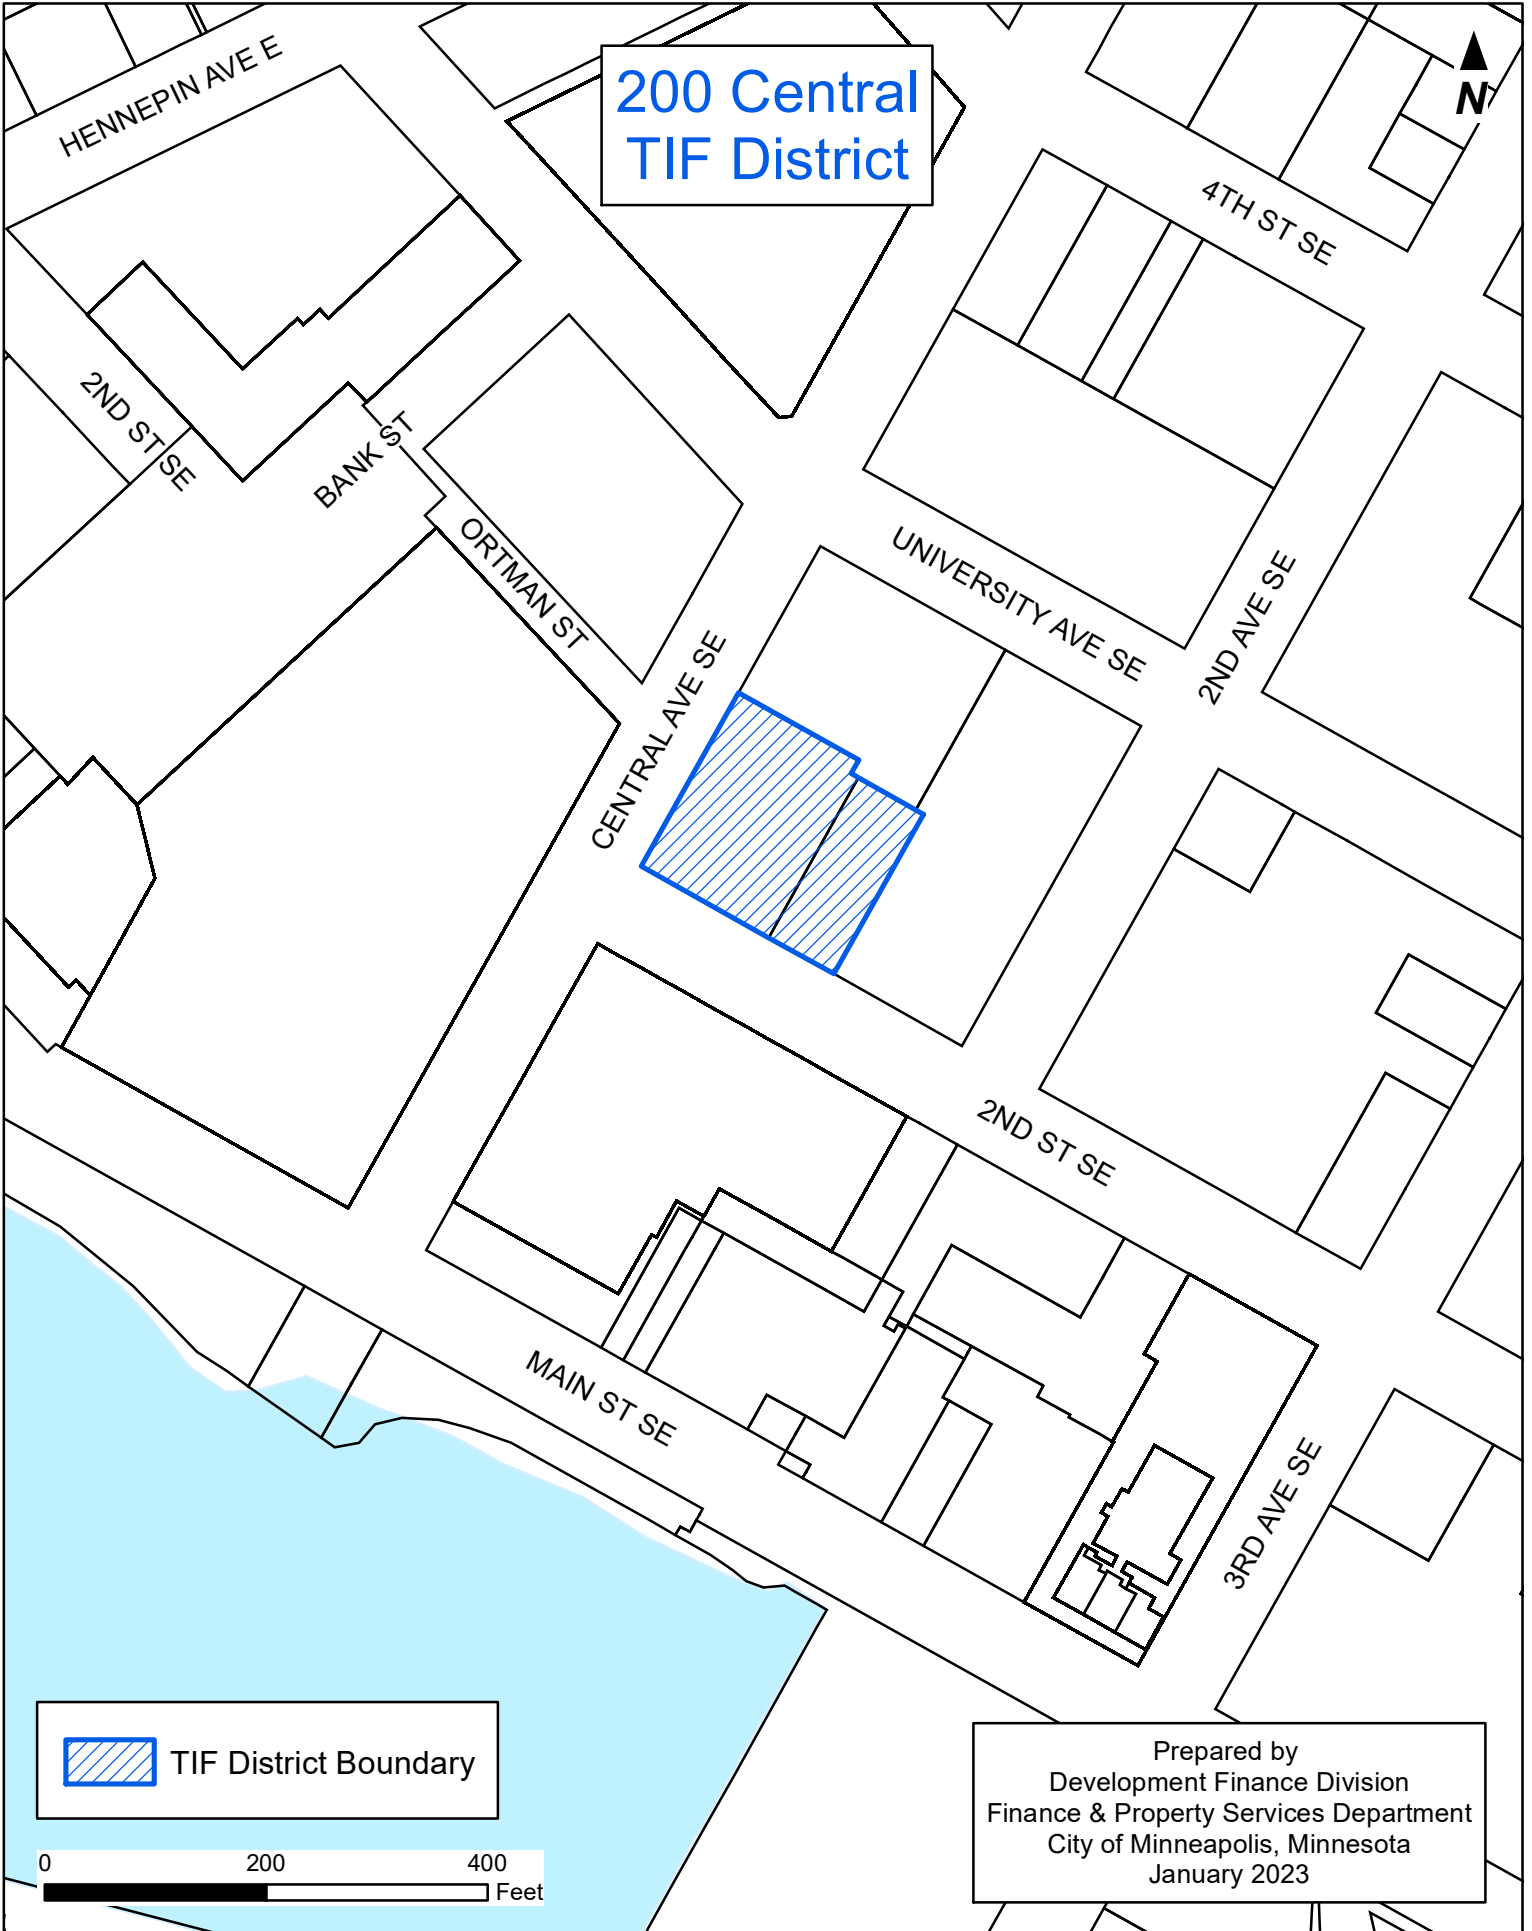 200 Central
TIF District
N
HENNEPIN AVE E
4TH ST SE
2ND ST SE
BANK ST
ORTMAN ST
UNIVERSITY AVE SE
2ND AVE SE
CENTRAL AVE SE
2ND ST SE
MAIN ST SE
3RD AVE SE
TIF District Boundary
0 200 400
Feet
Prepared by
Development Finance Division
Finance & Property Services Department
City of Minneapolis, Minnesota
January 2023